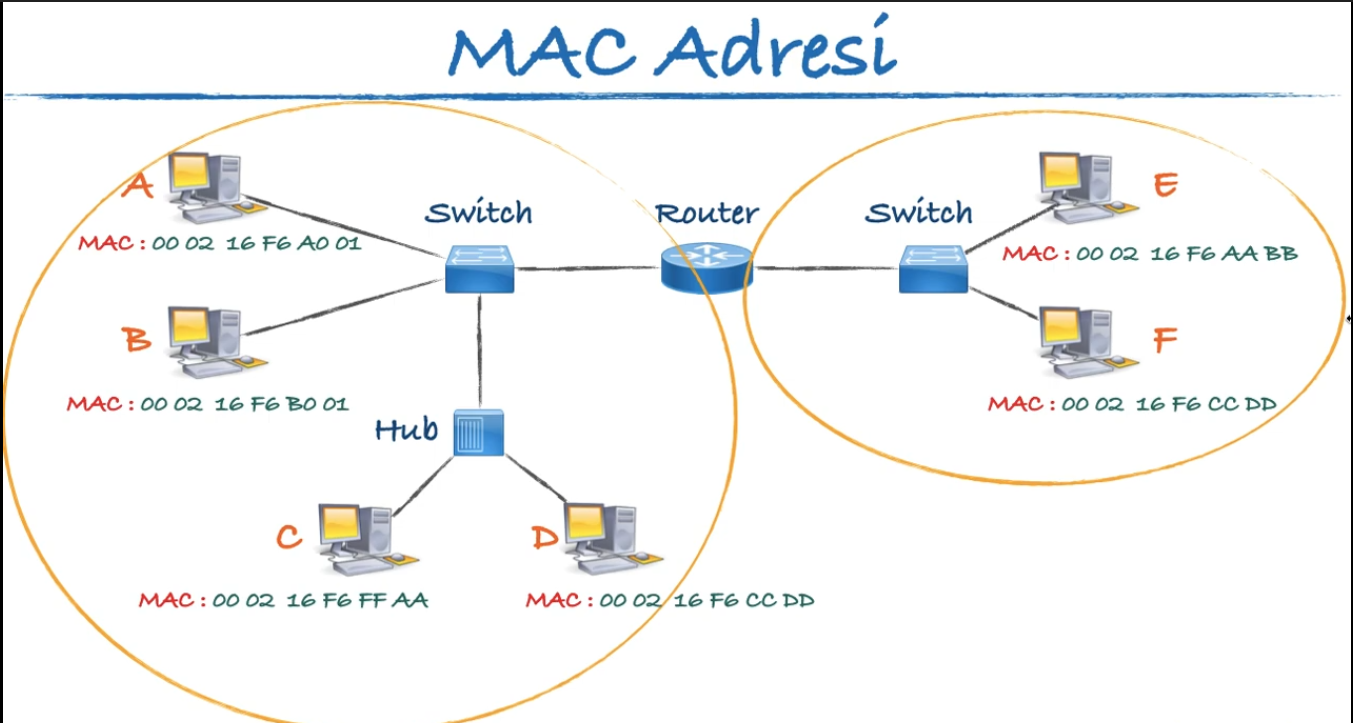 MAC Adresi
A
MAC : 00 02 16 F6 A0 01
Switch
Router
Switch
E
MAC : 00 02 16 F6 AA BB
B
MAC : 00 02 16 F6 B0 01
F
MAC : 00 02 16 F6 CC DD
Hub
C
MAC : 00 02 16 F6 FF AA
D
MAC : 00 02 16 F6 CC DD